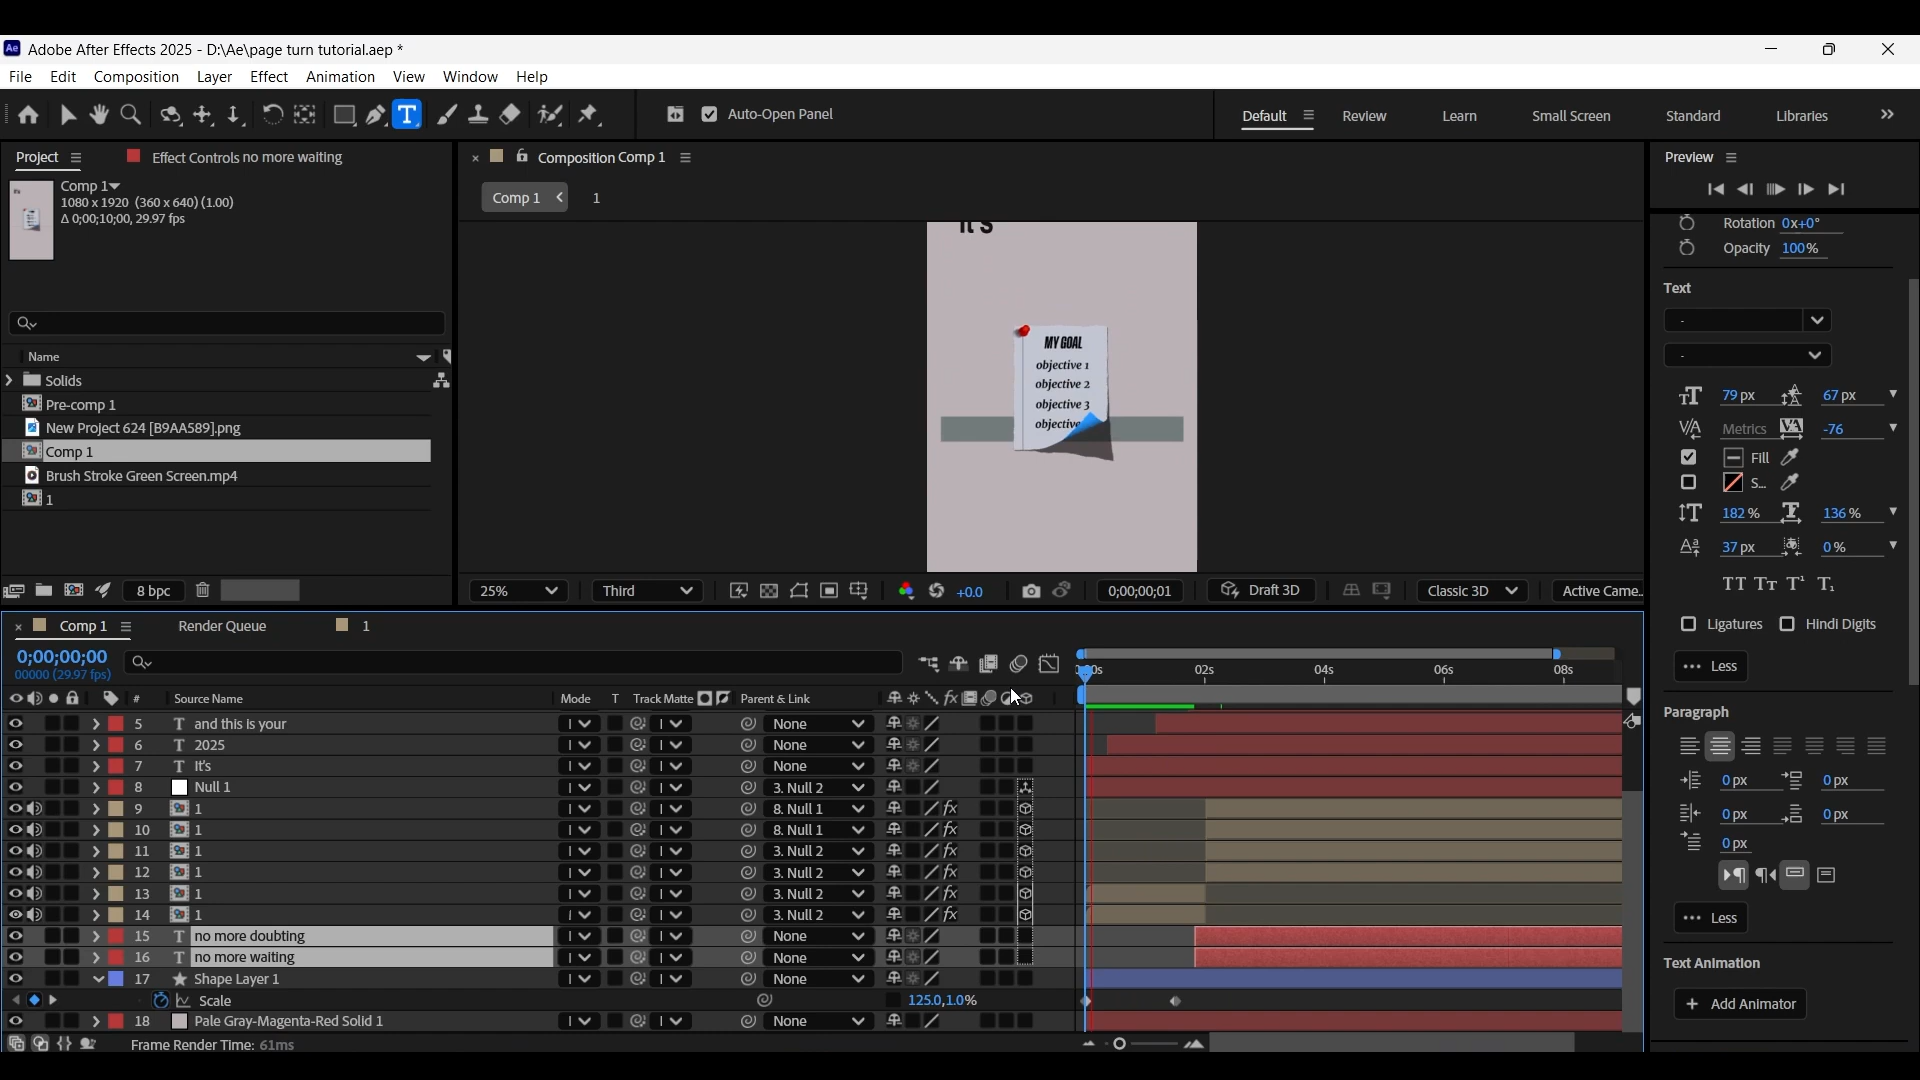 Adobe After Effects 2025 - D:\Ae\page turn tutorial.aep *
File Edit Composition Layer Effect Animation View Window Help
Auto-Open Panel
Default Review Learn Small Screen Standard Libraries
Project Effect Controls no more waiting
Comp 1
1080 x 1920 (360 x 640) (1.00)
Δ 0;00;10;00, 29.97 fps
Name
Solids
Pre-comp 1
New Project 624 [B9AA589].png
Comp 1
Brush Stroke Green Screen.mp4
1
8 bpc
Composition Comp 1
Comp 1 1
It's
MY GOAL
objective 1
objective 2
objective 3
objective
25% Third +0.0 0;00;00;01 Draft 3D Classic 3D Active Came...
Preview
Rotation 0x+0°
Opacity 100%
Text
-
-
79 px 67 px
Metrics -76
Fill
S...
182 % 136 %
37 px 0 %
Ligatures Hindi Digits
Less
Paragraph
0 px 0 px
0 px 0 px
0 px
Less
Text Animation
Add Animator
Comp 1 Render Queue 1
0;00;00;00
00000 (29.97 fps)
02s 04s 06s 08s
# Source Name Mode T Track Matte Parent & Link
5 T and this is your None
6 T 2025 None
7 T It's None
8 Null 1 3. Null 2
9 1 8. Null 1
10 1 8. Null 1
11 1 3. Null 2
12 1 3. Null 2
13 1 3. Null 2
14 1 3. Null 2
15 T no more doubting None
16 T no more waiting None
17 Shape Layer 1 None
Scale 125.0,1.0%
18 Pale Gray-Magenta-Red Solid 1 None
Frame Render Time: 61ms